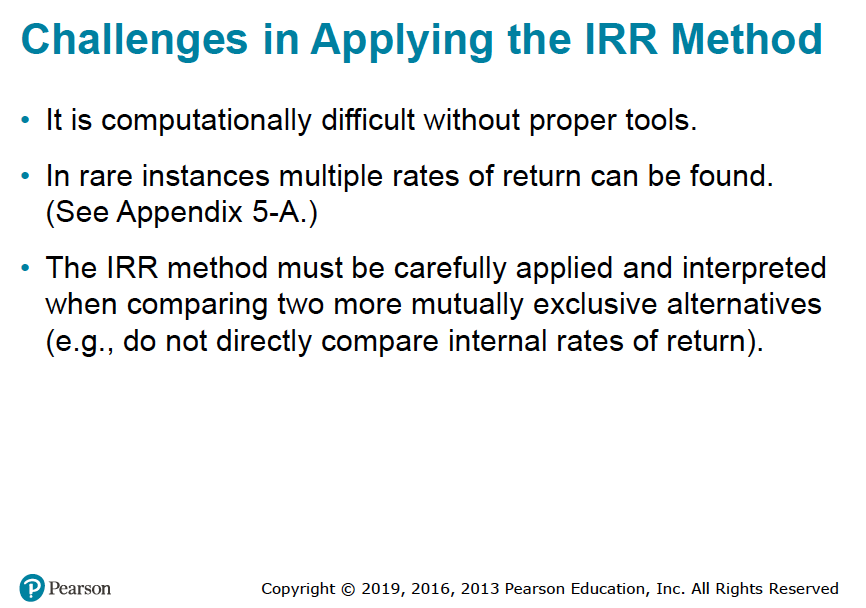 Challenges in Applying the IRR Method
• It is computationally difficult without proper tools.
• In rare instances multiple rates of return can be found.
(See Appendix 5-A.)
• The IRR method must be carefully applied and interpreted
when comparing two more mutually exclusive alternatives
(e.g., do not directly compare internal rates of return).
P Pearson
Copyright © 2019, 2016, 2013 Pearson Education, Inc. All Rights Reserved